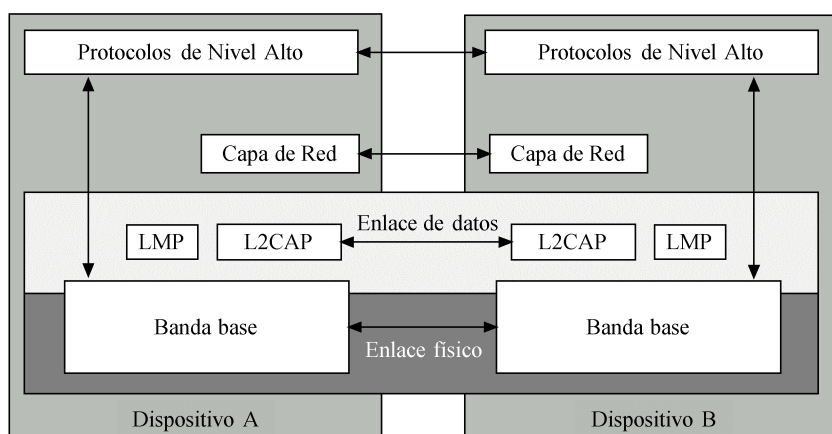 Protocolos de Nivel Alto
Protocolos de Nivel Alto
Capa de Red
Capa de Red
Enlace de datos
LMP
L2CAP
L2CAP
LMP
Banda base
Banda base
Enlace físico
Dispositivo A
Dispositivo B